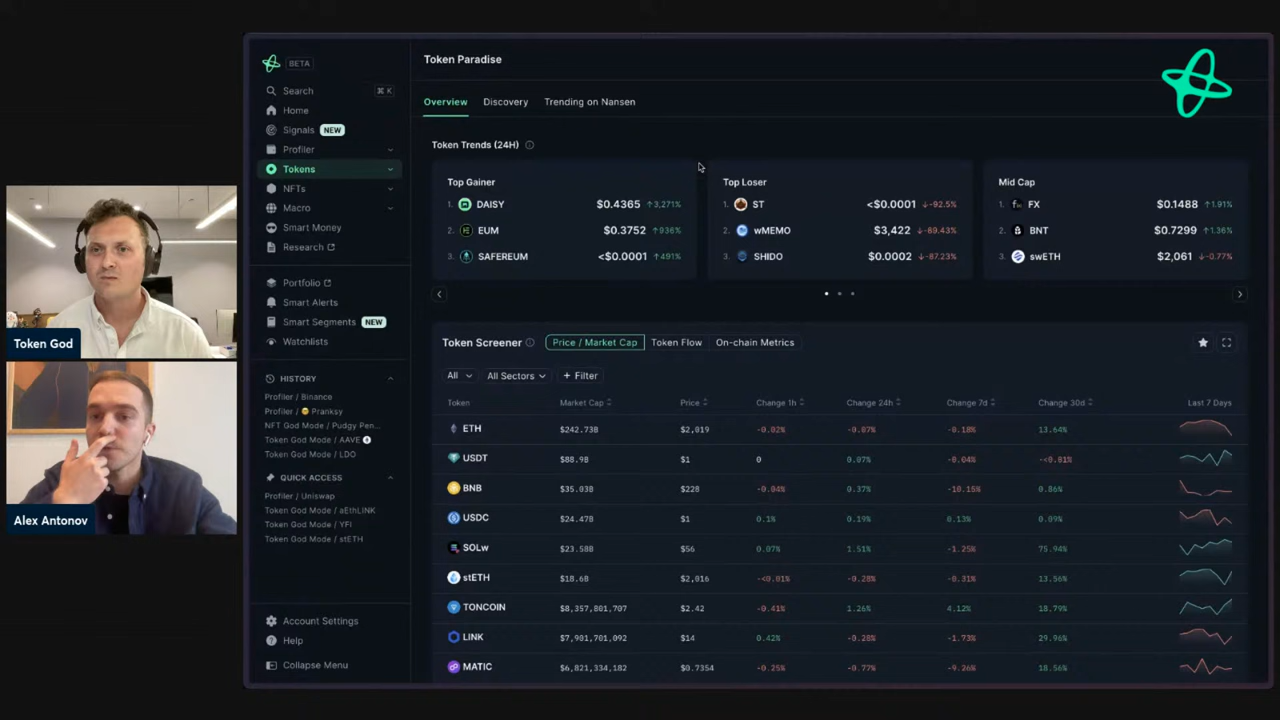 BETA
Search ⌘ K
Home
Signals NEW
Profiler
Tokens
NFTs
Macro
Smart Money
Research
Portfolio
Smart Alerts
Smart Segments NEW
Watchlists
HISTORY
Profiler / Binance
Profiler / 😎 Pranksy
NFT God Mode / Pudgy Pen...
Token God Mode / AAVE
Token God Mode / LDO
QUICK ACCESS
Profiler / Uniswap
Token God Mode / aEthLINK
Token God Mode / YFI
Token God Mode / stETH
Account Settings
Help
Collapse Menu
Token God
Alex Antonov
Token Paradise
Overview Discovery Trending on Nansen
Token Trends (24H)
Top Gainer
1. DAISY $0.4365 ↑3,271%
2. EUM $0.3752 ↑936%
3. SAFEREUM <$0.0001 ↑491%
Top Loser
1. ST <$0.0001 ↓-92.5%
2. wMEMO $3,422 ↓-89.43%
3. SHIDO $0.0002 ↓-87.23%
Mid Cap
1. FX $0.1488 ↑1.91%
2. BNT $0.7299 ↑1.36%
3. swETH $2,061 ↓-0.77%
Token Screener Price / Market Cap Token Flow On-chain Metrics
All All Sectors + Filter
Token Market Cap Price Change 1h Change 24h Change 7d Change 30d Last 7 Days
ETH $242.73B $2,019 -0.02% -0.07% -0.18% 13.64%
USDT $88.9B $1 0 0.07% -0.04% -<0.01%
BNB $35.03B $228 -0.04% 0.37% -10.15% 0.86%
USDC $24.47B $1 0.1% 0.19% 0.13% 0.09%
SOLw $23.58B $56 0.07% 1.51% -1.25% 75.94%
stETH $18.6B $2,016 -<0.01% -0.28% -0.31% 13.56%
TONCOIN $8,357,801,707 $2.42 -0.41% 1.26% 4.12% 18.79%
LINK $7,901,701,092 $14 0.42% -0.28% -1.73% 29.96%
MATIC $6,821,334,182 $0.7354 -0.25% -0.77% -9.26% 18.56%